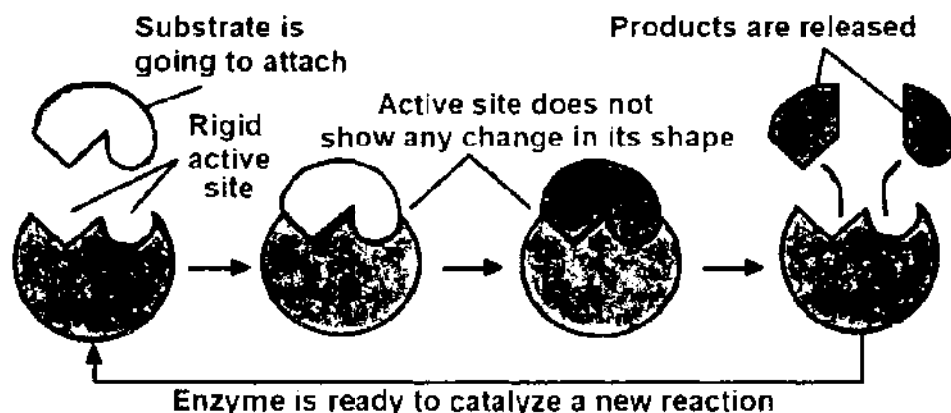 Substrate is
going to attach
Products are released
Rigid
active
site
Active site does not
show any change in its shape
Enzyme is ready to catalyze a new reaction